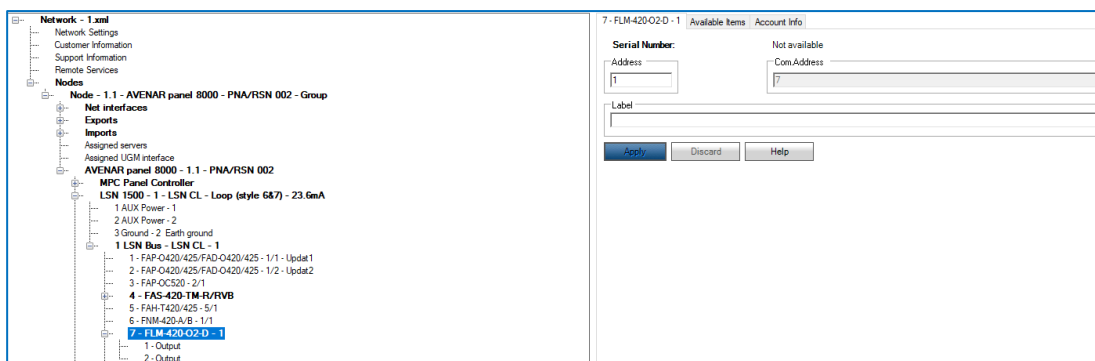 Network - 1.xml
Network Settings
Customer Information
Support Information
Remote Services
Nodes
Node - 1.1 - AVENAR panel 8000 - PNA/RSN 002 - Group
Net interfaces
Exports
Imports
Assigned servers
Assigned UGM interface
AVENAR panel 8000 - 1.1 - PNA/RSN 002
MPC Panel Controller
LSN 1500 - 1 - LSN CL - Loop (style 6&7) - 23.6mA
1 AUX Power - 1
2 AUX Power - 2
3 Ground - 2 Earth ground
1 LSN Bus - LSN CL - 1
1 - FAP-O420/425/FAD-O420/425 - 1/1 - Updat1
2 - FAP-O420/425/FAD-O420/425 - 1/2 - Updat2
3 - FAP-OC520 - 2/1
4 - FAS-420-TM-R/RVB
5 - FAH-T420/425 - 5/1
6 - FNM-420-A/B - 1/1
7 - FLM-420-O2-D - 1
1 - Output
2 - Output
7 - FLM-420-O2-D - 1 Available Items Account Info
Serial Number: Not available
Address Com.Address
1 7
Label
Apply Discard Help